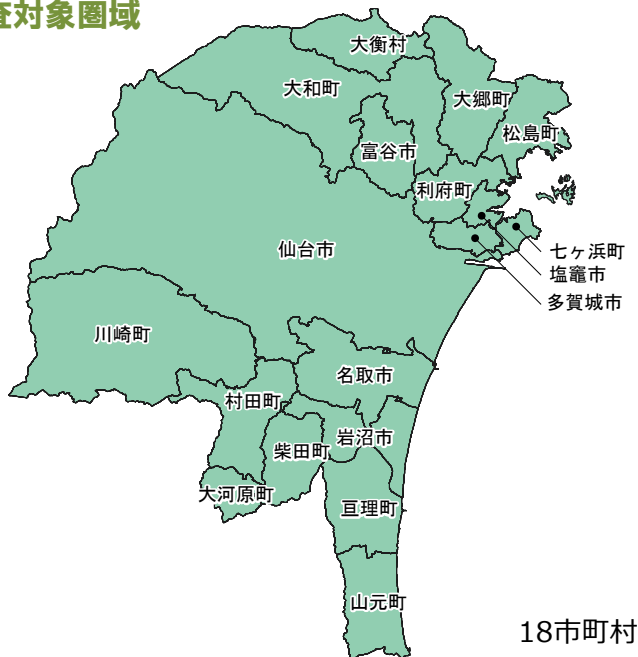 査対象圏域
大衡村
大和町
大郷町
松島町
富谷市
利府町
七ヶ浜町
塩竈市
多賀城市
仙台市
川崎町
名取市
村田町
岩沼市
柴田町
大河原町
亘理町
山元町
18市町村